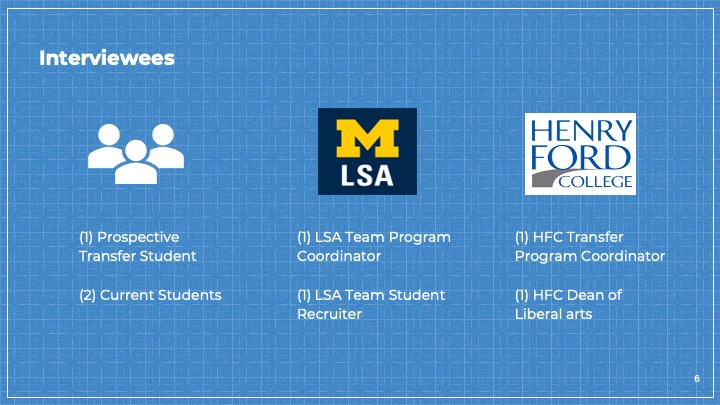 Interviewees
M
LSA
HENRY
FORD
COLLEGE
(1) Prospective
Transfer Student
(2) Current Students
(1) LSA Team Program
Coordinator
(1) LSA Team Student
Recruiter
(1) HFC Transfer
Program Coordinator
(1) HFC Dean of
Liberal arts
6